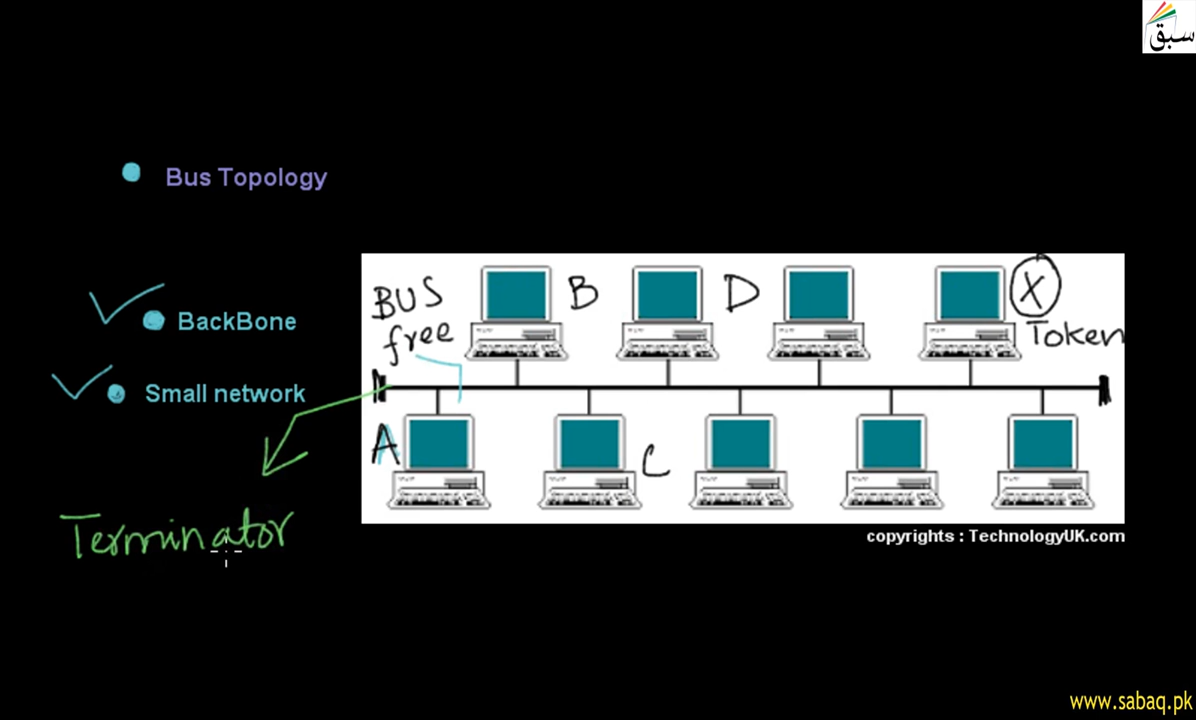 سبق
Bus Topology
BackBone
Small network
Terminator
BUS
free
B
D
X
Token
A
C
copyrights : TechnologyUK.com
www.sabaq.pk